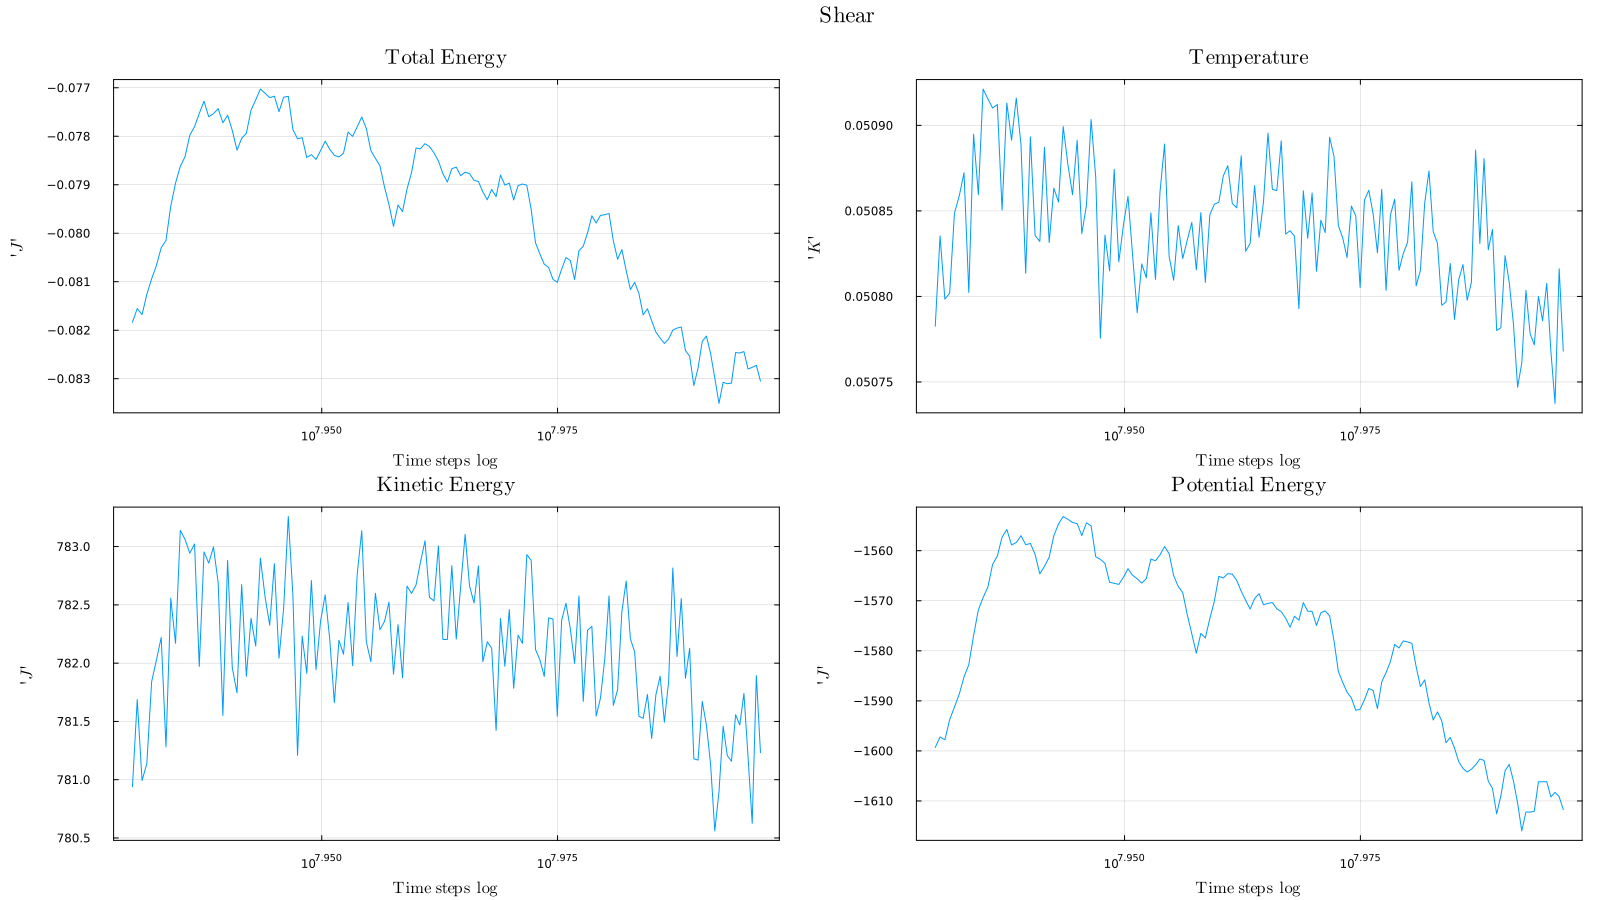 Shear
Total Energy
−0.077
−0.078
−0.079
−0.080
−0.081
−0.082
−0.083
'J'
10^7.950
10^7.975
Time steps log
Temperature
0.05090
0.05085
0.05080
0.05075
'K'
10^7.950
10^7.975
Time steps log
Kinetic Energy
783.0
782.5
782.0
781.5
781.0
780.5
'J'
10^7.950
10^7.975
Time steps log
Potential Energy
−1560
−1570
−1580
−1590
−1600
−1610
'J'
10^7.950
10^7.975
Time steps log